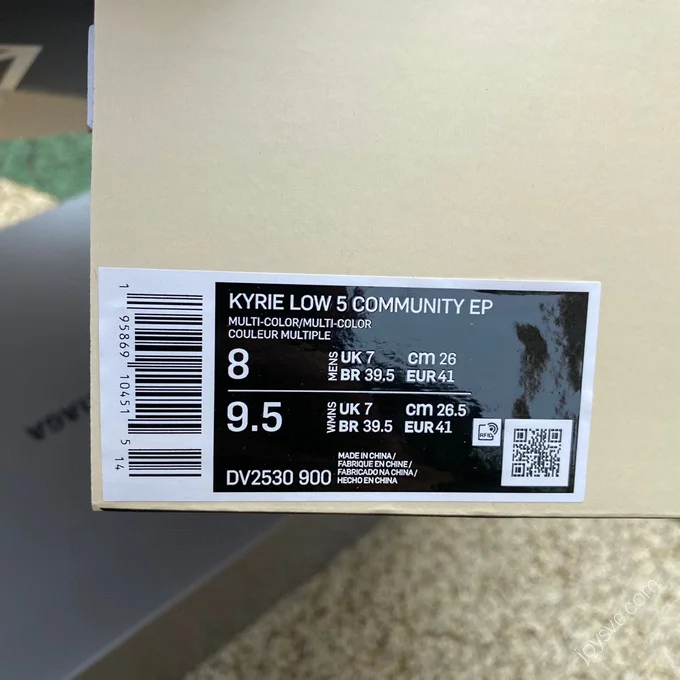 KYRIE LOW 5 COMMUNITY EP
MULTI-COLOR/MULTI-COLOR
COULEUR MULTIPLE
8 MENS UK 7 cm 26
BR 39.5 EUR 41
9.5 WMNS UK 7 cm 26.5
BR 39.5 EUR 41
RFID
DV2530 900
MADE IN CHINA/
FABRIQUE EN CHINE/
FABRICADO NA CHINA/
HECHO EN CHINA
1 95869 10451 5 14
IAGA
joysve.com